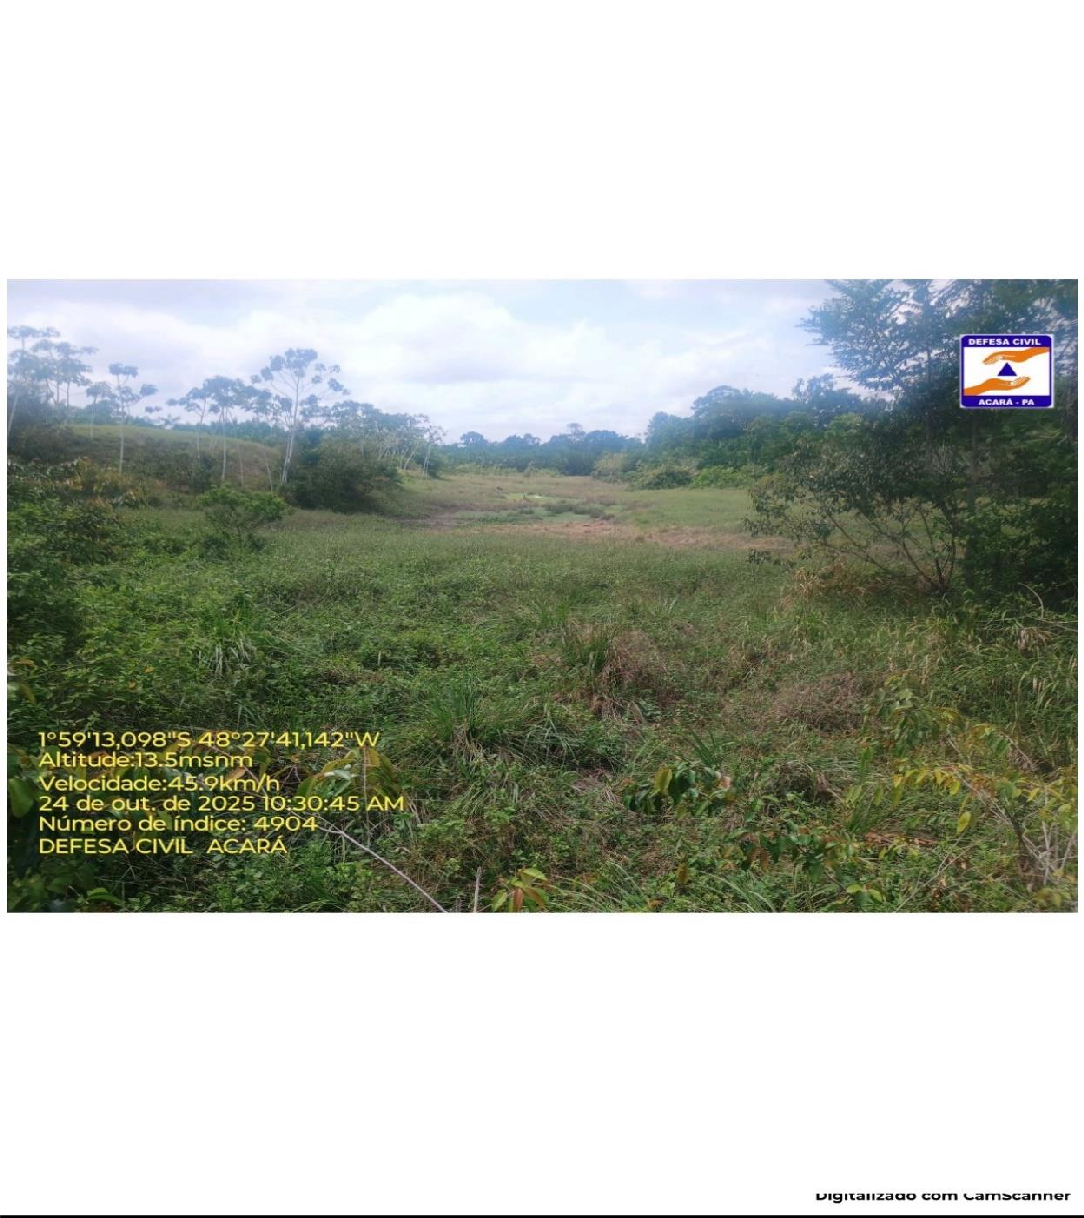 DEFESA CIVIL
ACARÁ - PA
1°59'13,098"S 48°27'41,142"W
Altitude:13.5msnm
Velocidade:45.9km/h
24 de out. de 2025 10:30:45 AM
Número de índice: 4904
DEFESA CIVIL ACARÁ
Digitalizado com CamScanner